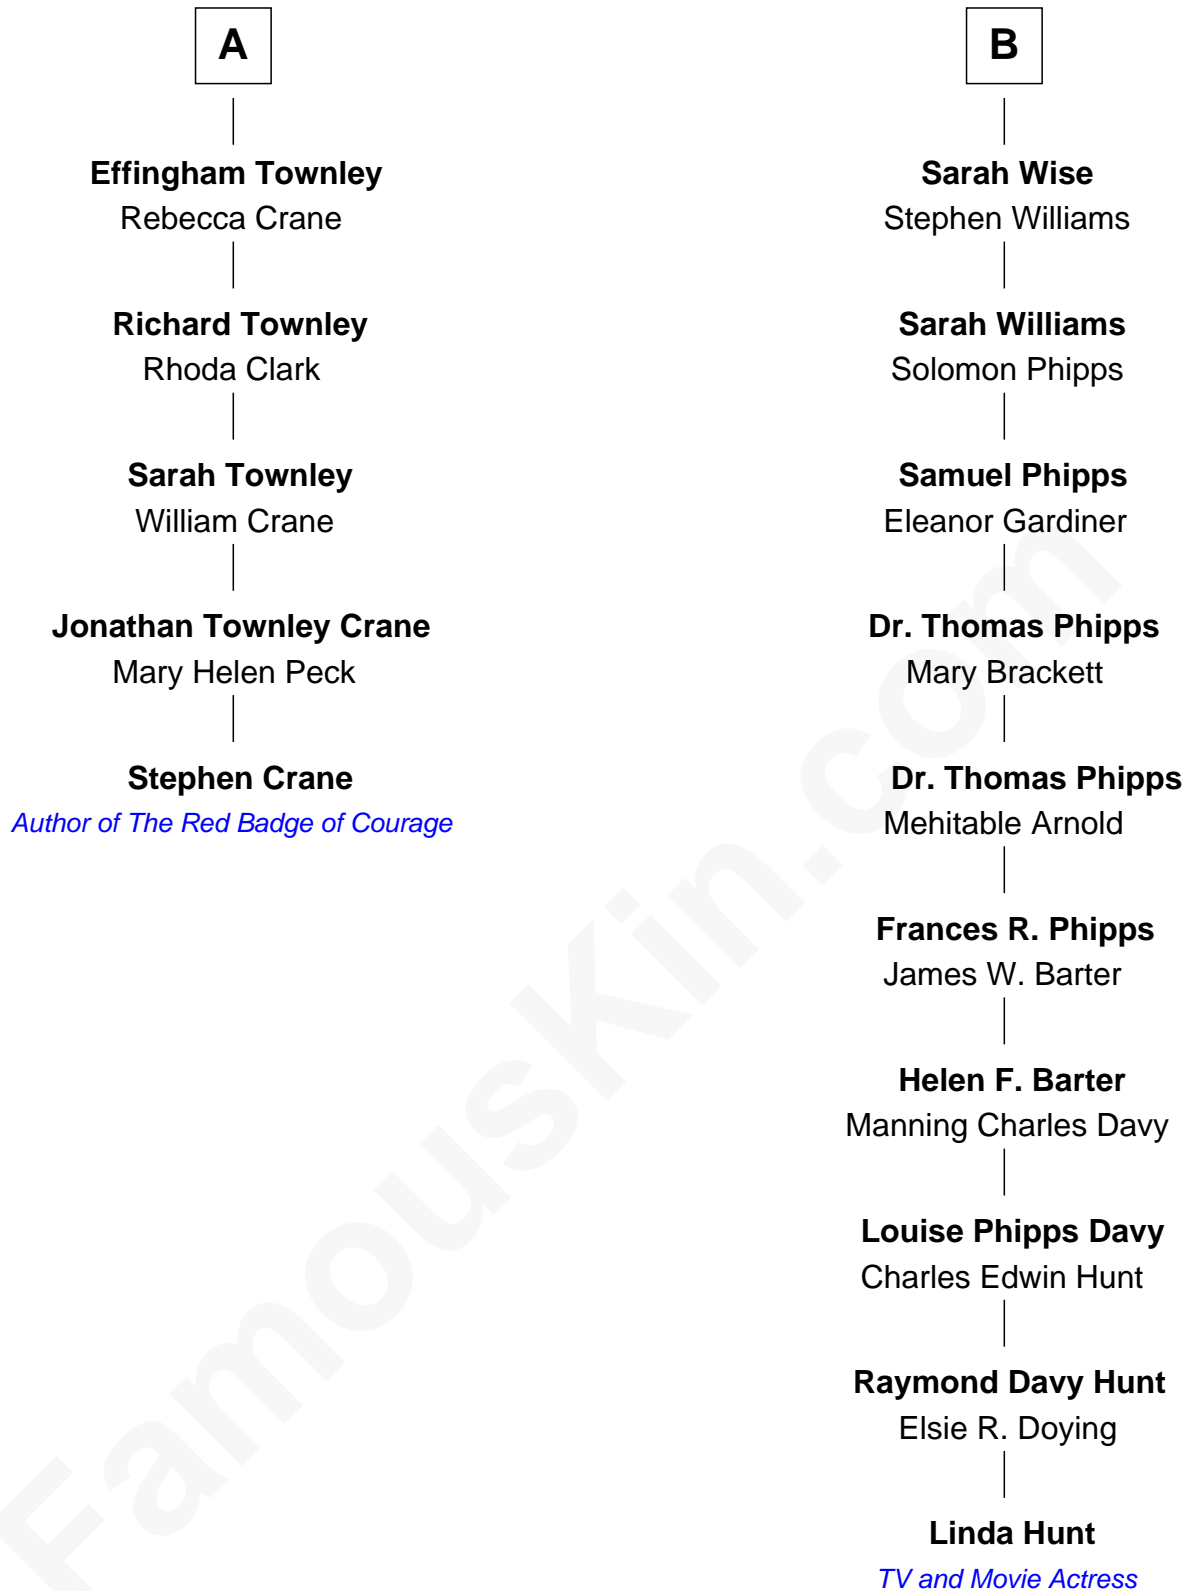 A
Effingham Townley
Rebecca Crane
Richard Townley
Rhoda Clark
Sarah Townley
William Crane
Jonathan Townley Crane
Mary Helen Peck
Stephen Crane
Author of The Red Badge of Courage
B
Sarah Wise
Stephen Williams
Sarah Williams
Solomon Phipps
Samuel Phipps
Eleanor Gardiner
Dr. Thomas Phipps
Mary Brackett
Dr. Thomas Phipps
Mehitable Arnold
Frances R. Phipps
James W. Barter
Helen F. Barter
Manning Charles Davy
Louise Phipps Davy
Charles Edwin Hunt
Raymond Davy Hunt
Elsie R. Doying
Linda Hunt
TV and Movie Actress
FamousKin.com